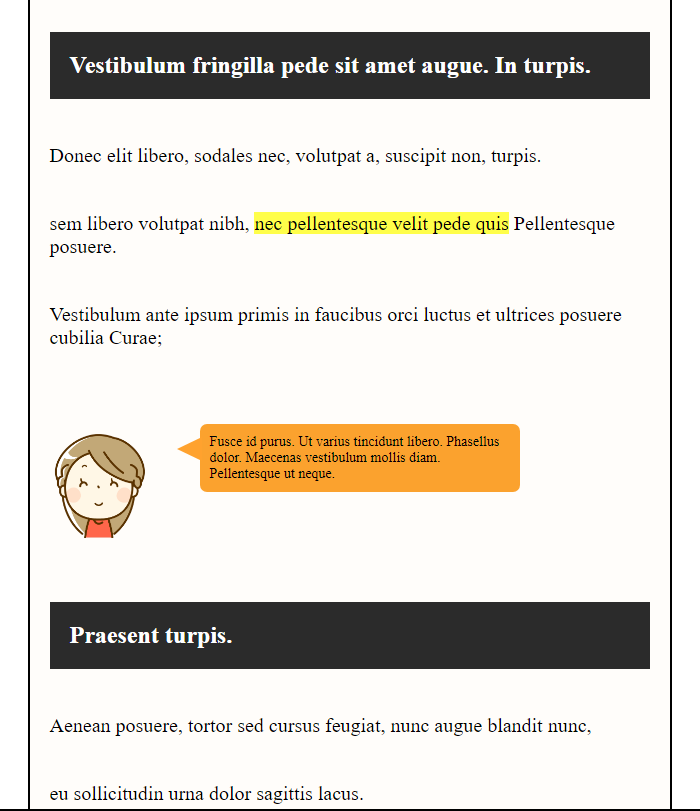 Vestibulum fringilla pede sit amet augue. In turpis.
Donec elit libero, sodales nec, volutpat a, suscipit non, turpis.
sem libero volutpat nibh, nec pellentesque velit pede quis Pellentesque
posuere.
Vestibulum ante ipsum primis in faucibus orci luctus et ultrices posuere
cubilia Curae;
Fusce id purus. Ut varius tincidunt libero. Phasellus
dolor. Maecenas vestibulum mollis diam.
Pellentesque ut neque.
Praesent turpis.
Aenean posuere, tortor sed cursus feugiat, nunc augue blandit nunc,
eu sollicitudin urna dolor sagittis lacus.